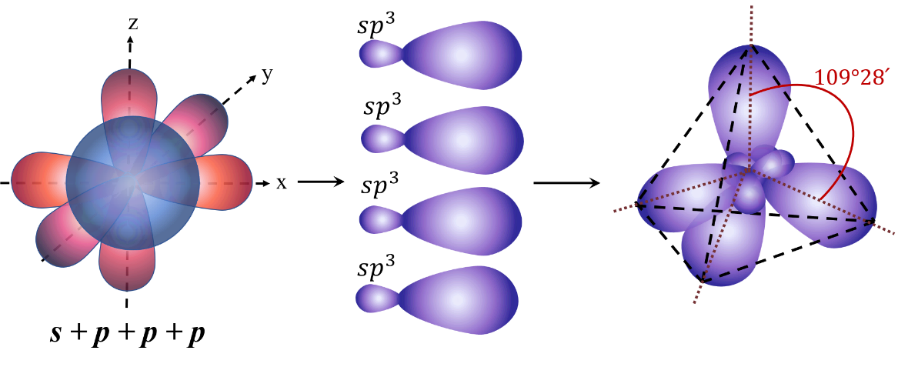 z
y
x
s + p + p + p
sp³
sp³
sp³
sp³
109°28′